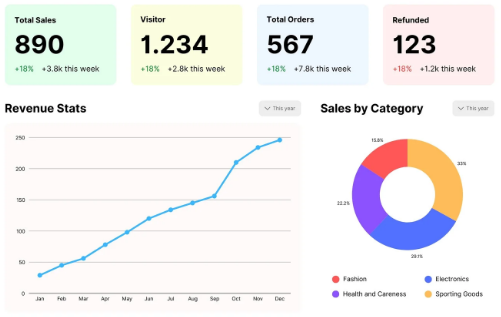 Total Sales
890
+18% +3.8k this week
Visitor
1.234
+18% +2.8k this week
Total Orders
567
+18% +7.8k this week
Refunded
123
+18% +1.2k this week
Revenue Stats
This year
250
200
150
100
50
0
Jan Feb Mar Apr May Jun Jul Aug Sep Oct Nov Dec
Sales by Category
This year
33%
22.2%
29.1%
Fashion
Electronics
Health and Careness
Sporting Goods